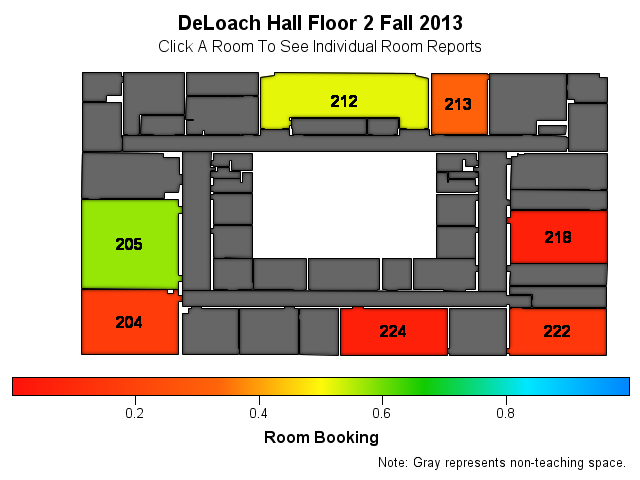 DeLoach Hall Floor 2 Fall 2013
Click A Room To See Individual Room Reports
212
213
205
218
204
224
222
0.2 0.4 0.6 0.8
Room Booking
Note: Gray represents non-teaching space.